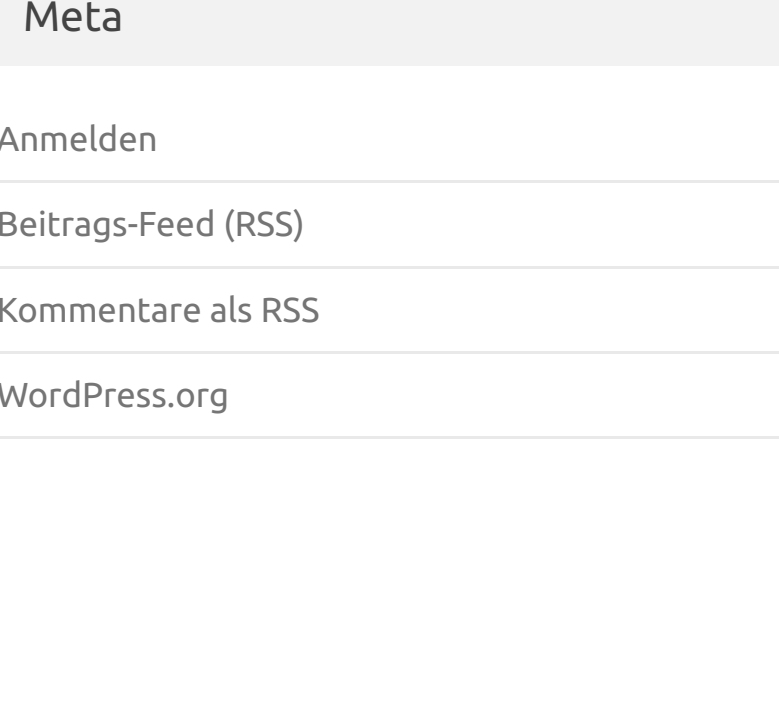 Meta
Anmelden
Beitrags-Feed (RSS)
Kommentare als RSS
WordPress.org